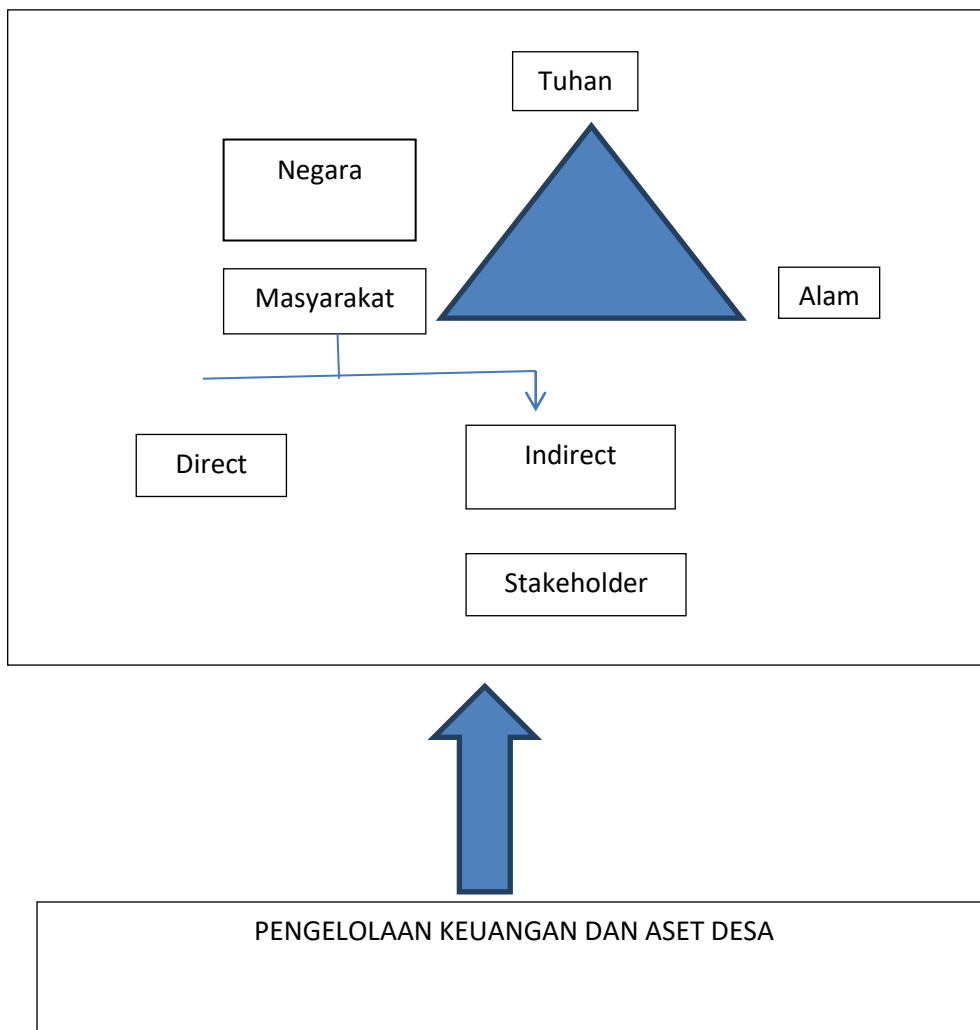 Tuhan
Negara
Masyarakat
Alam
Direct
Indirect
Stakeholder
PENGELOLAAN KEUANGAN DAN ASET DESA